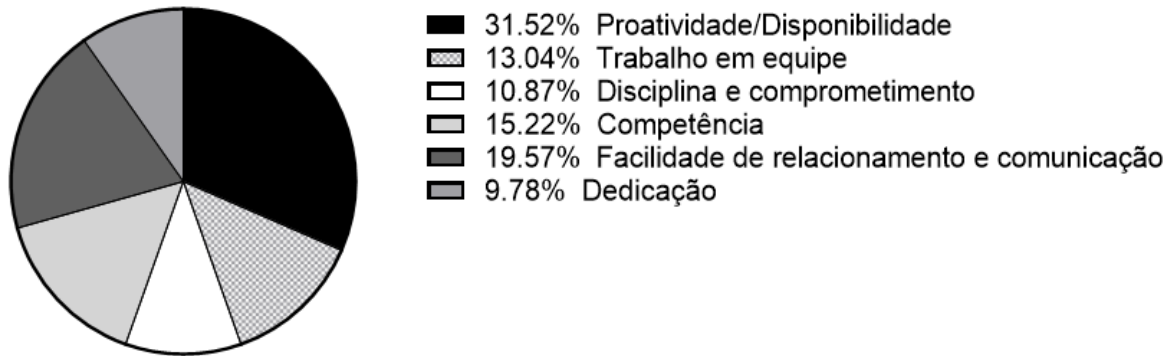 31.52% Proatividade/Disponibilidade
13.04% Trabalho em equipe
10.87% Disciplina e comprometimento
15.22% Competência
19.57% Facilidade de relacionamento e comunicação
9.78% Dedicação